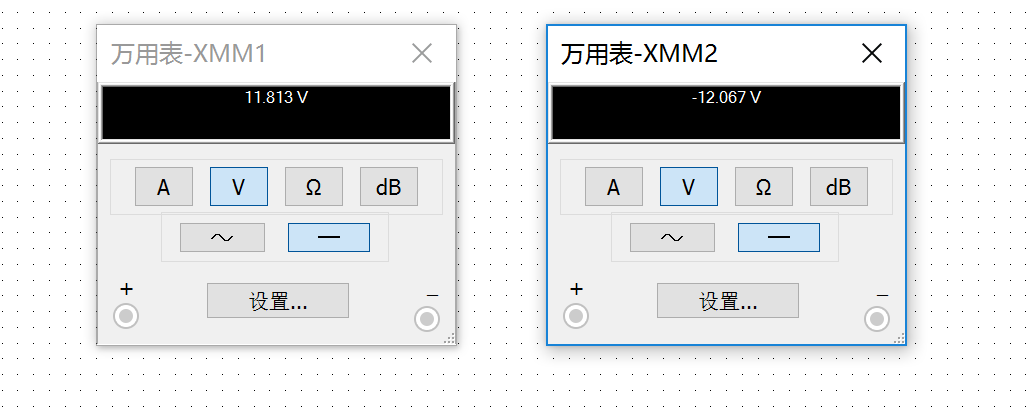 万用表-XMM1
11.813 V
A V Ω dB
+ 设置... –
万用表-XMM2
-12.067 V
A V Ω dB
+ 设置... –